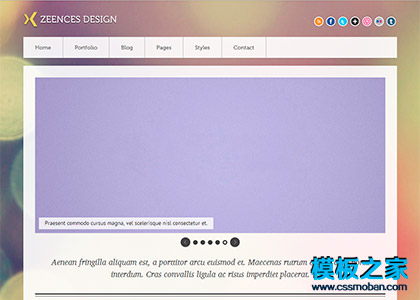 ZEENCES DESIGN
Home Portfolio Blog Pages Styles Contact
Praesent commodo cursus magna, vel scelerisque nisl consectetur et.
Aenean fringilla aliquam est, a porttitor arcu euismod et. Maecenas rutrum
interdum. Cras convallis ligula ac risus imperdiet placerat.
模板之家
www.cssmoban.com